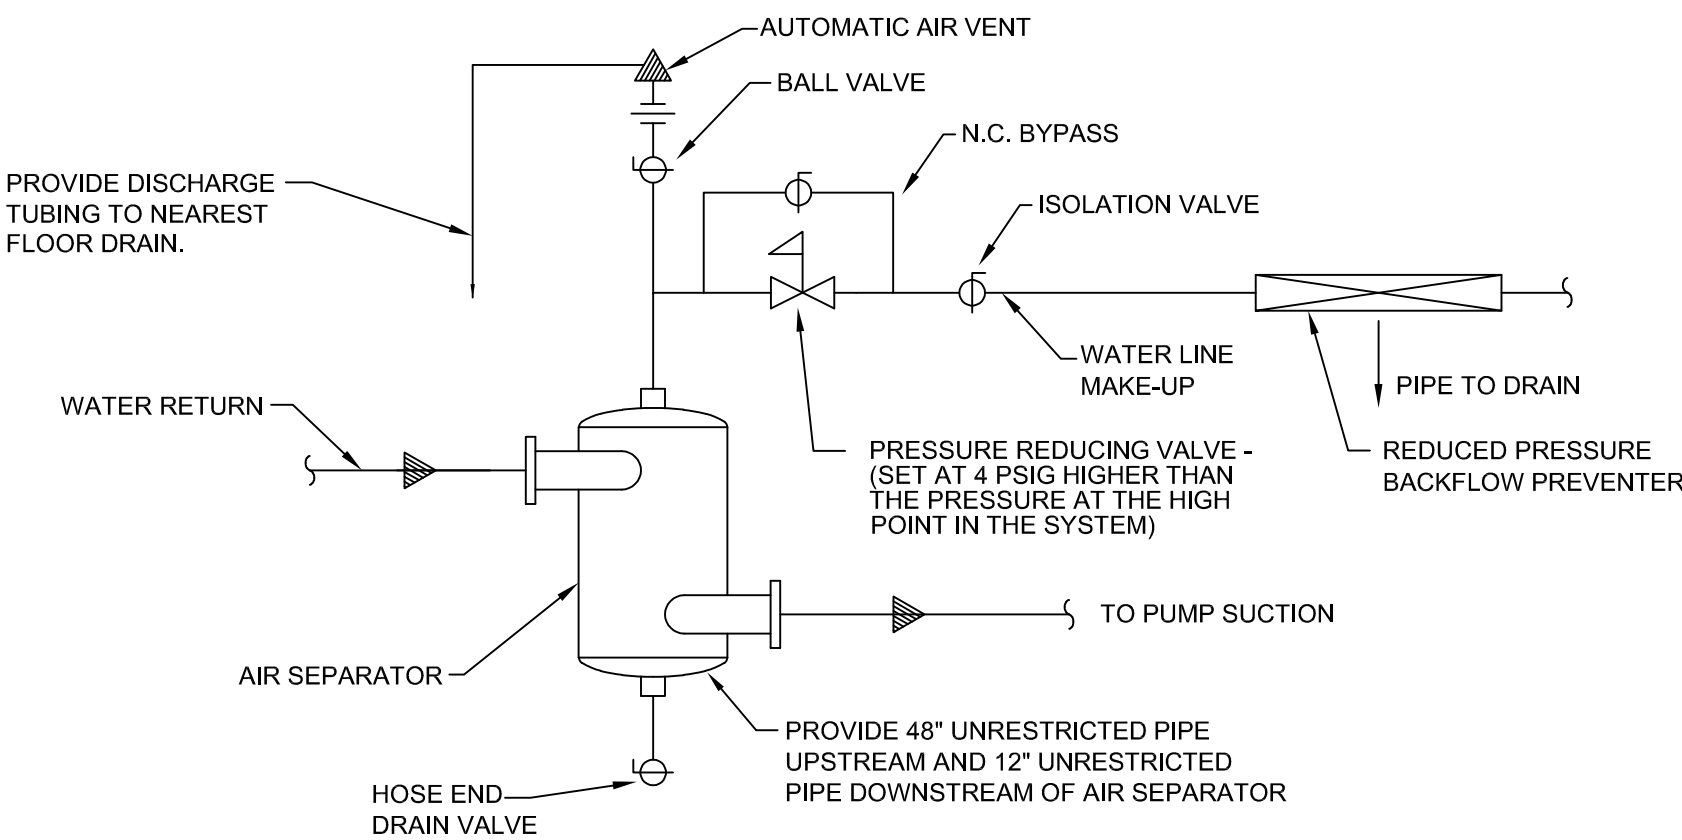 AUTOMATIC AIR VENT
BALL VALVE
N.C. BYPASS
PROVIDE DISCHARGE
TUBING TO NEAREST
FLOOR DRAIN.
ISOLATION VALVE
WATER LINE
MAKE-UP
PIPE TO DRAIN
WATER RETURN
PRESSURE REDUCING VALVE -
(SET AT 4 PSIG HIGHER THAN
THE PRESSURE AT THE HIGH
POINT IN THE SYSTEM)
REDUCED PRESSURE
BACKFLOW PREVENTER
TO PUMP SUCTION
AIR SEPARATOR
PROVIDE 48" UNRESTRICTED PIPE
UPSTREAM AND 12" UNRESTRICTED
PIPE DOWNSTREAM OF AIR SEPARATOR
HOSE END
DRAIN VALVE